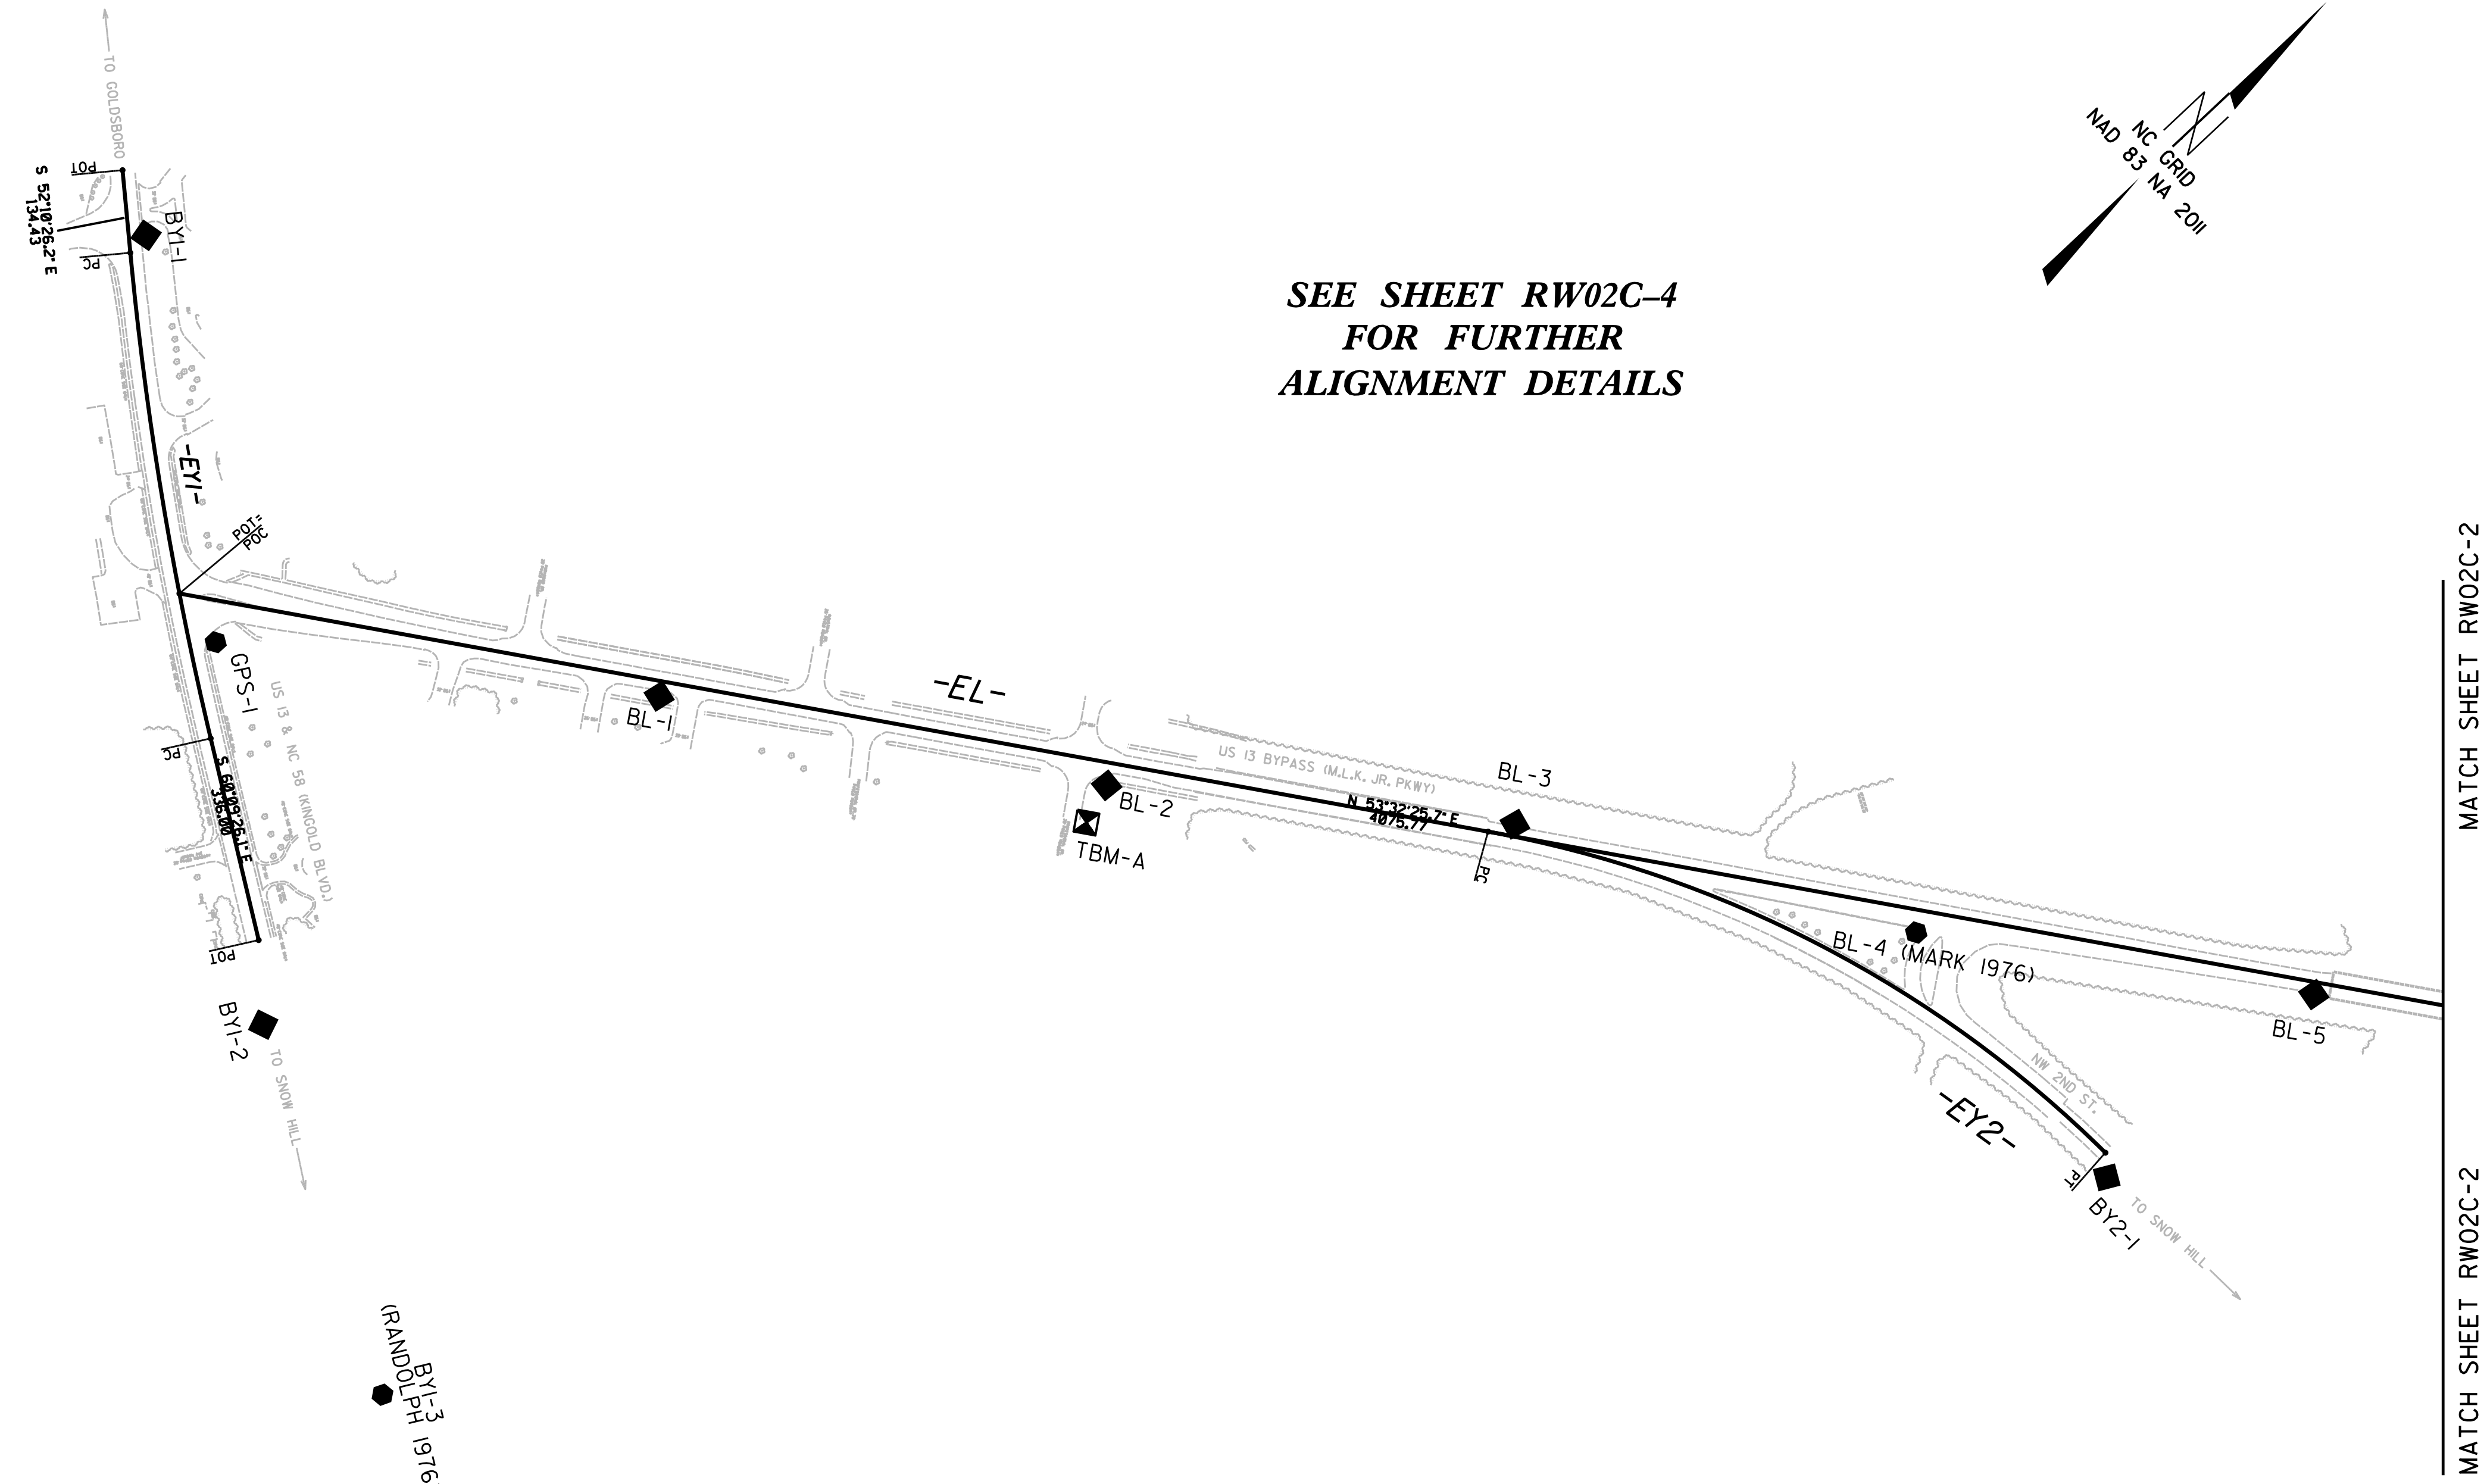 TO GOLDSBORO
POT
S 52°10'26.2" E
134.43
BY1-1
PC
-EY1-
POT"
POC
GPS-1
US 13 & NC 58 (KINGOLD BLVD.)
PC
S 60°09'26.1" E
336.00
POT
BY1-2
TO SNOW HILL
BY1-3
(RANDOLPH 1976
SEE SHEET RW02C-4
FOR FURTHER
ALIGNMENT DETAILS
NC GRID
NAD 83 NA 2011
BL-1
-EL-
BL-2
TBM-A
US 13 BYPASS (M.L.K. JR. PKWY)
N 53°32'25.7" E
4075.77
BL-3
PC
BL-4 (MARK 1976)
BL-5
NW 2ND ST.
-EY2-
PT
BY2-1
TO SNOW HILL
MATCH SHEET RW02C-2
MATCH SHEET RW02C-2